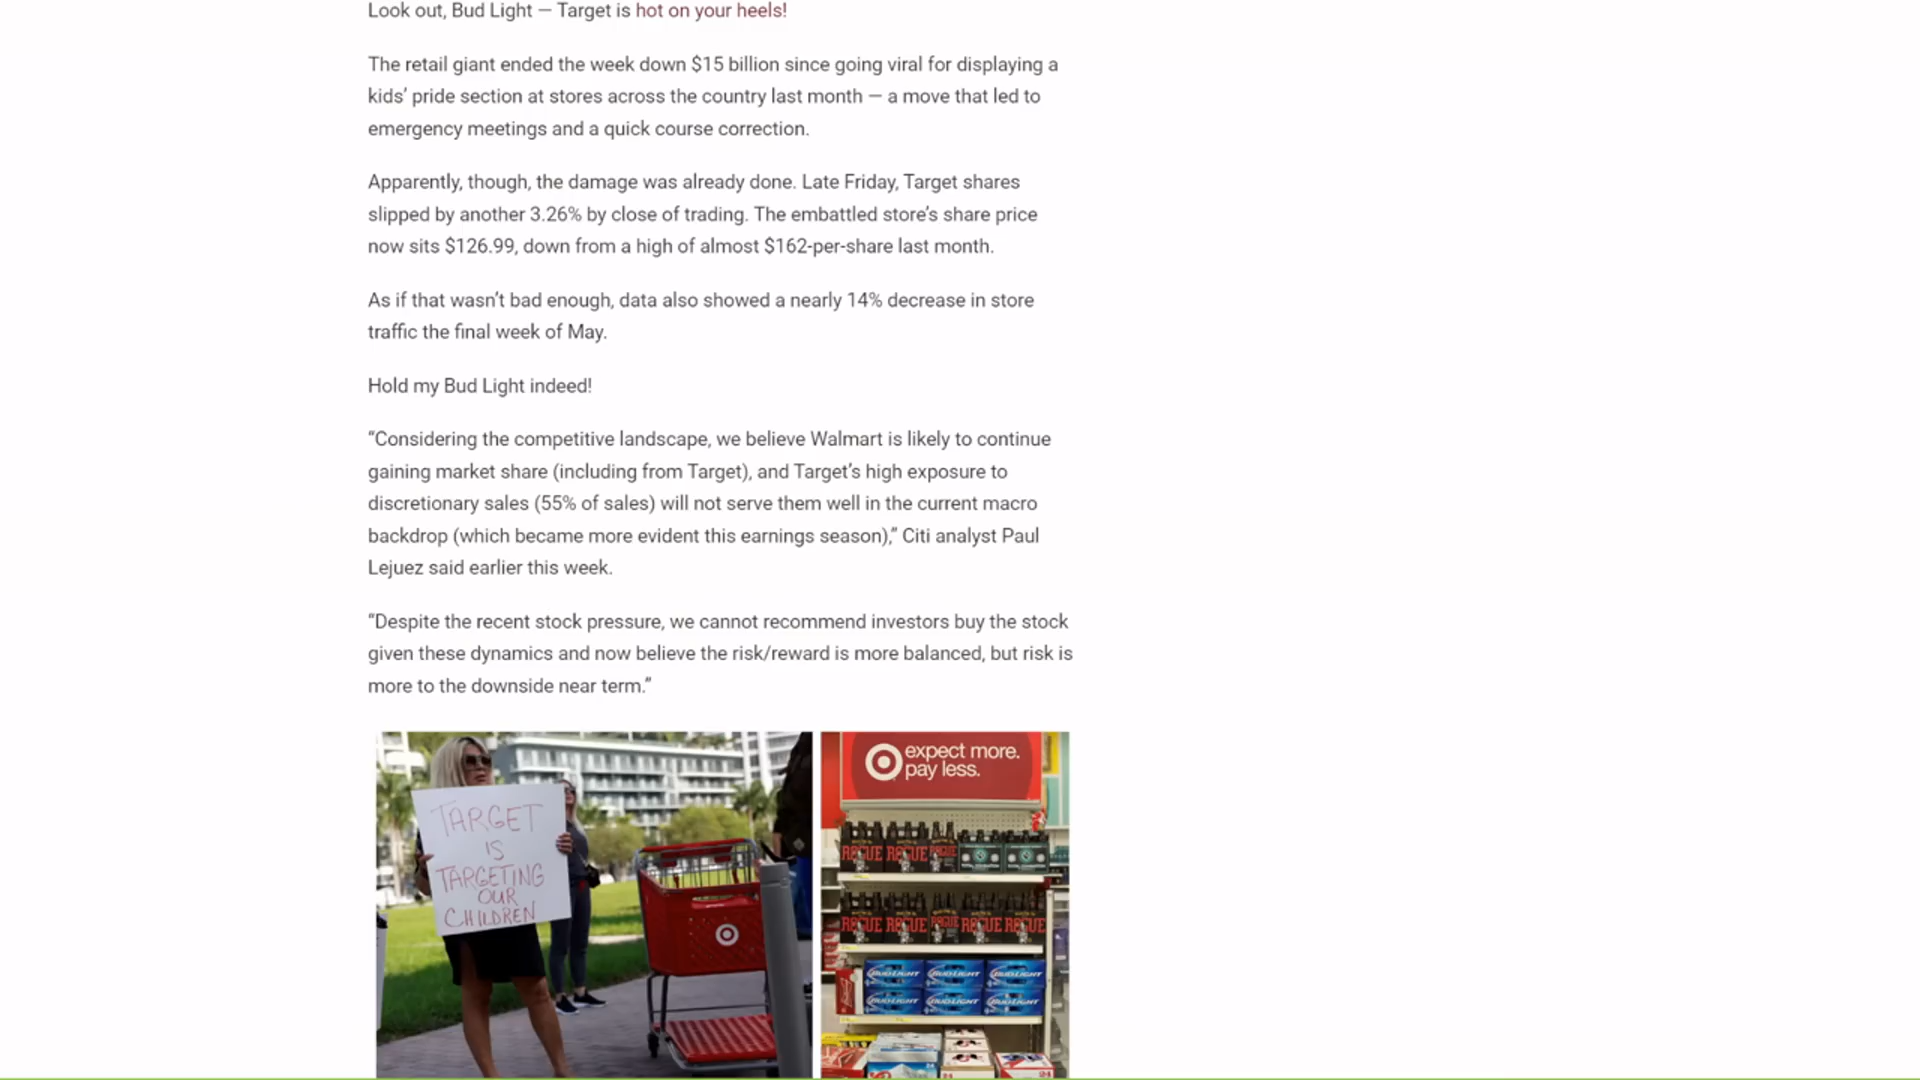 Look out, Bud Light — Target is hot on your heels!
The retail giant ended the week down $15 billion since going viral for displaying a
kids’ pride section at stores across the country last month — a move that led to
emergency meetings and a quick course correction.
Apparently, though, the damage was already done. Late Friday, Target shares
slipped by another 3.26% by close of trading. The embattled store’s share price
now sits $126.99, down from a high of almost $162-per-share last month.
As if that wasn’t bad enough, data also showed a nearly 14% decrease in store
traffic the final week of May.
Hold my Bud Light indeed!
“Considering the competitive landscape, we believe Walmart is likely to continue
gaining market share (including from Target), and Target’s high exposure to
discretionary sales (55% of sales) will not serve them well in the current macro
backdrop (which became more evident this earnings season),” Citi analyst Paul
Lejuez said earlier this week.
“Despite the recent stock pressure, we cannot recommend investors buy the stock
given these dynamics and now believe the risk/reward is more balanced, but risk is
more to the downside near term.”
TARGET
IS
TARGETING
OUR
CHILDREN
expect more.
pay less.
ROGUE ROGUE ROGUE
ROGUE ROGUE ROGUE ROGUE ROGUE
BUD LIGHT BUD LIGHT BUD LIGHT
BUD LIGHT BUD LIGHT BUD LIGHT
24